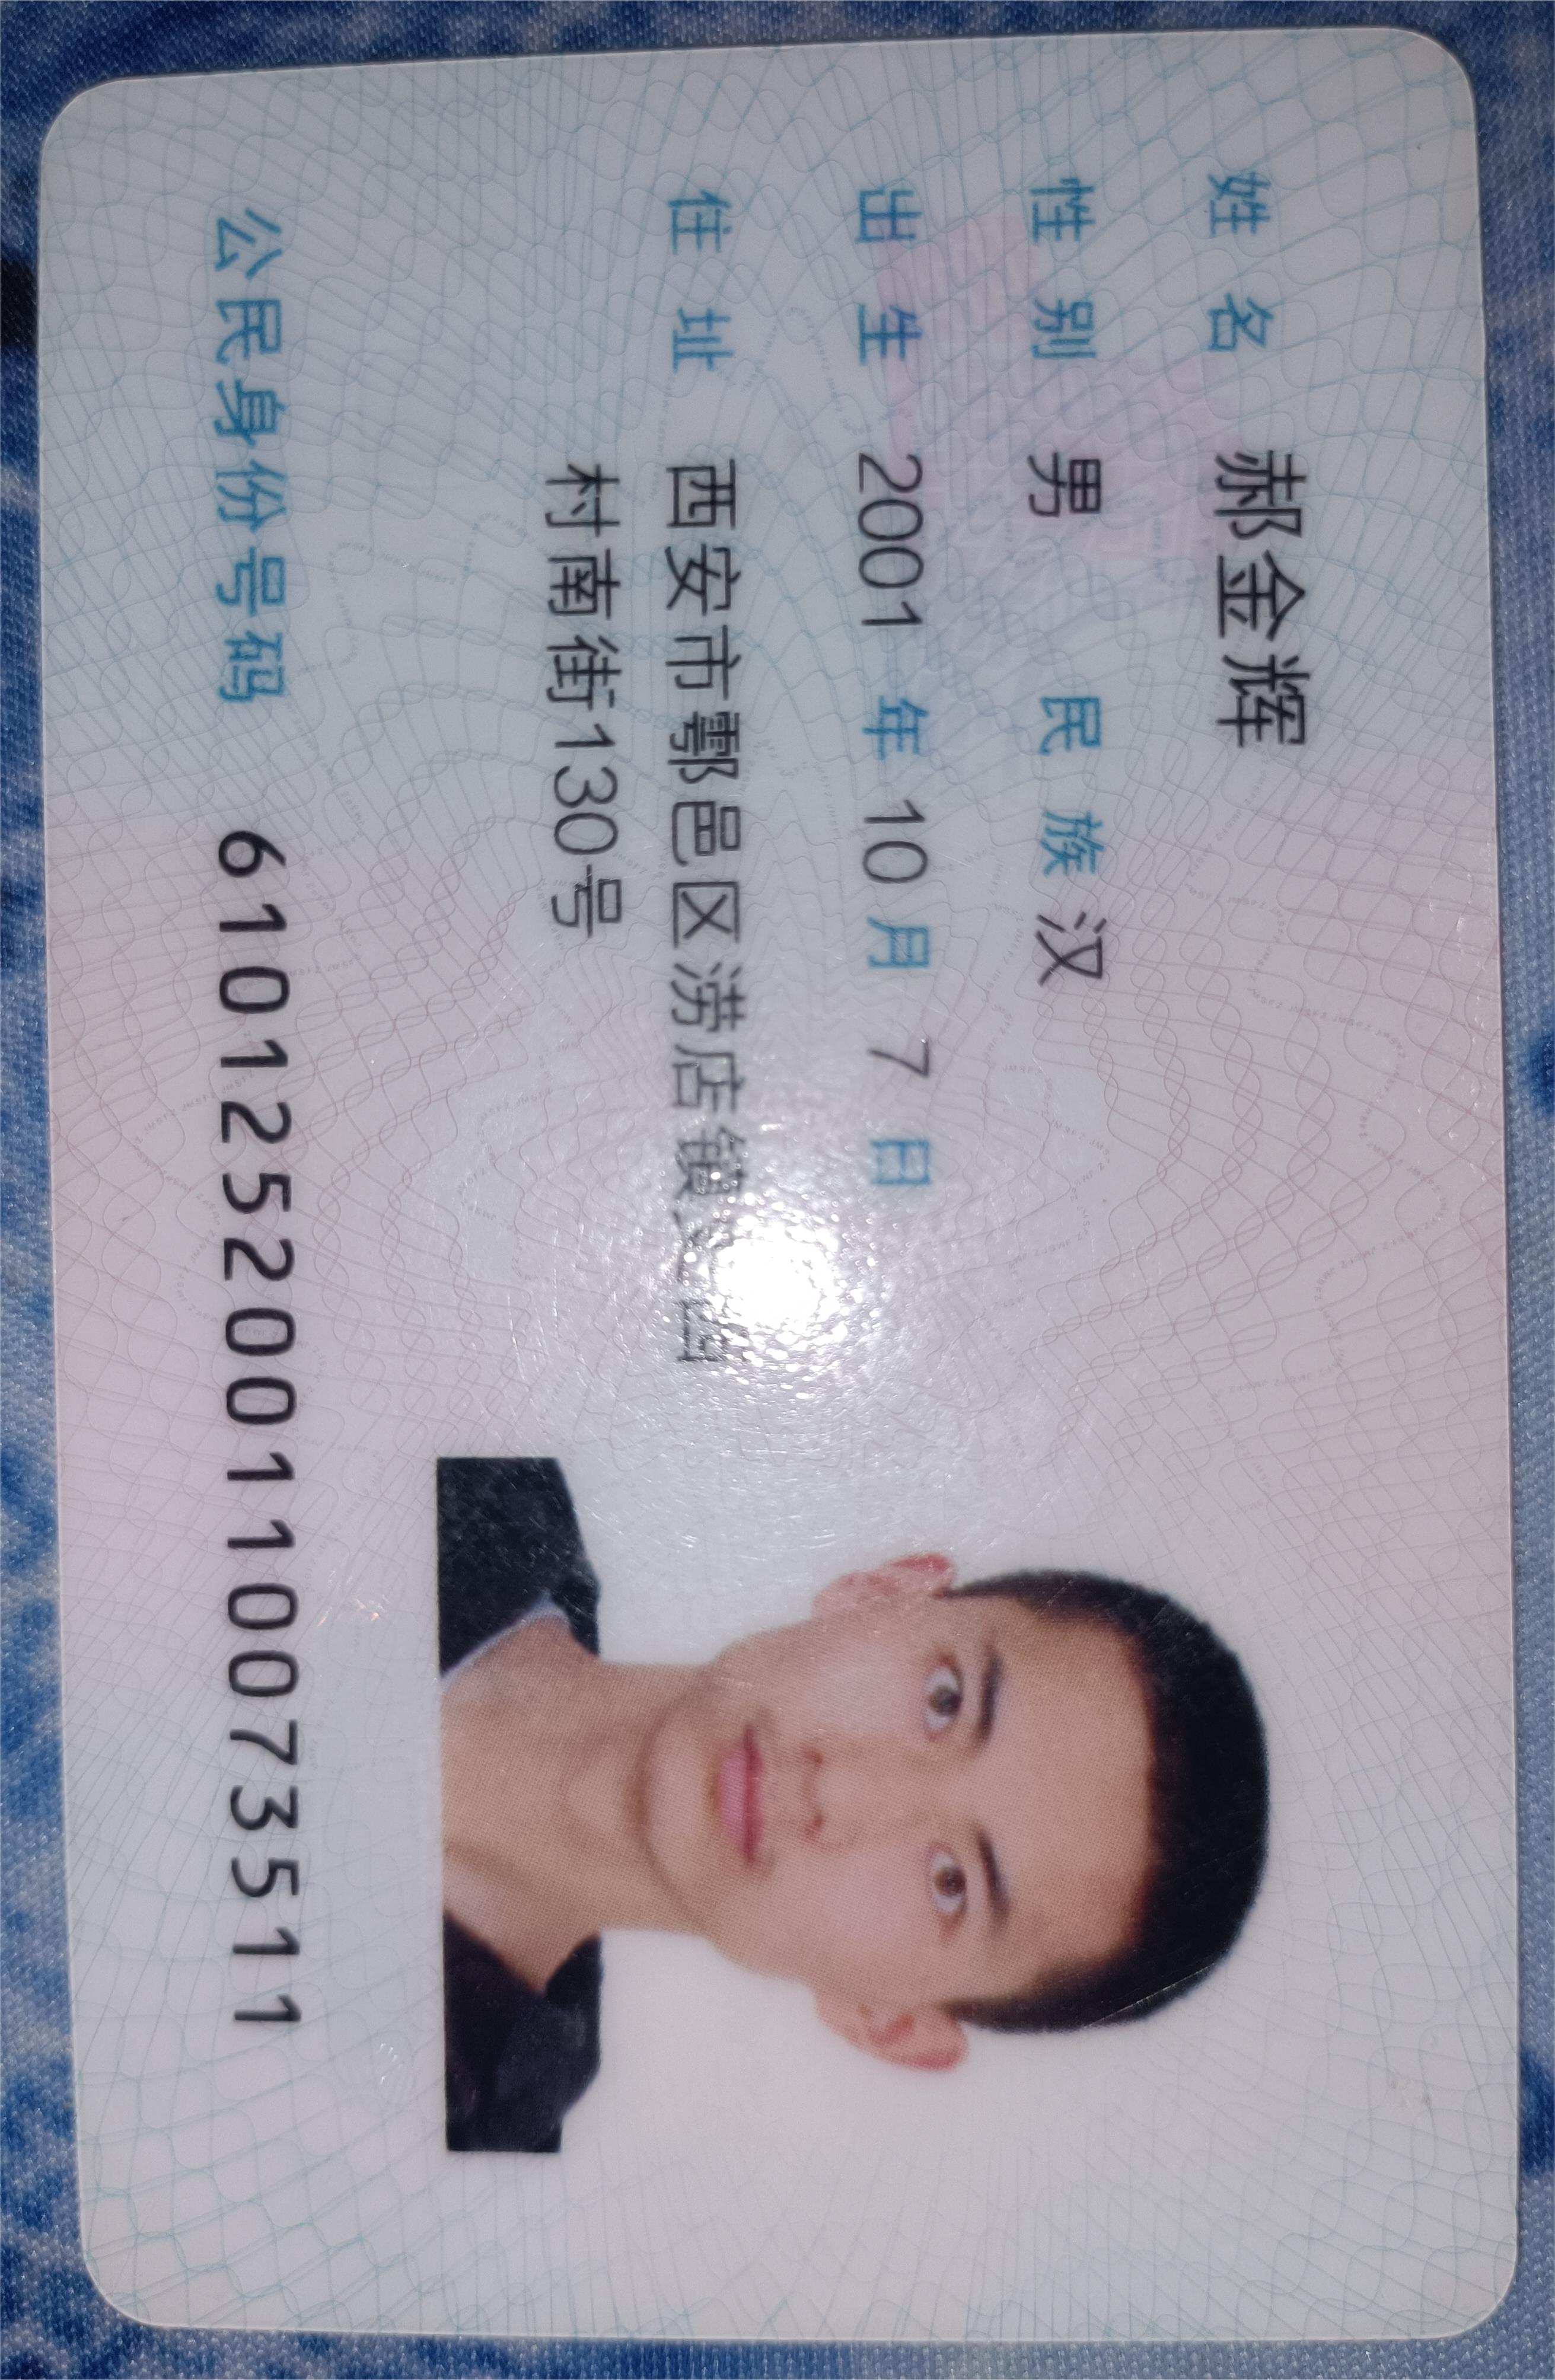 姓名 郝金辉
性别 男 民族 汉
出生 2001 年 10 月 7 日
住址 西安市鄠邑区涝店镇
村南街130号
公民身份号码 610125200110073511